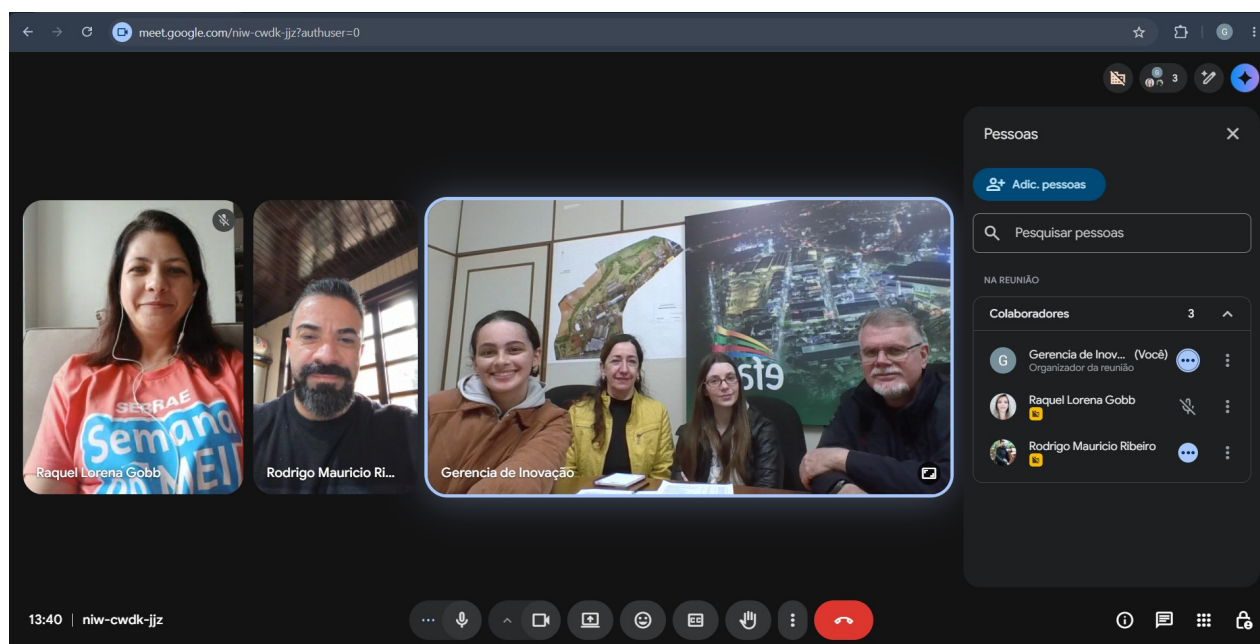 meet.google.com/niw-cwdk-jjz?authuser=0
G
3
Pessoas
Adic. pessoas
Pesquisar pessoas
NA REUNIÃO
Colaboradores 3
G
Gerencia de Inov... (Você)
Organizador da reunião
Raquel Lorena Gobb
Rodrigo Mauricio Ribeiro
SEBRAE
Semana
DO MEI
Raquel Lorena Gobb
Rodrigo Mauricio Ri...
Gerencia de Inovação
13:40 | niw-cwdk-jjz
CC